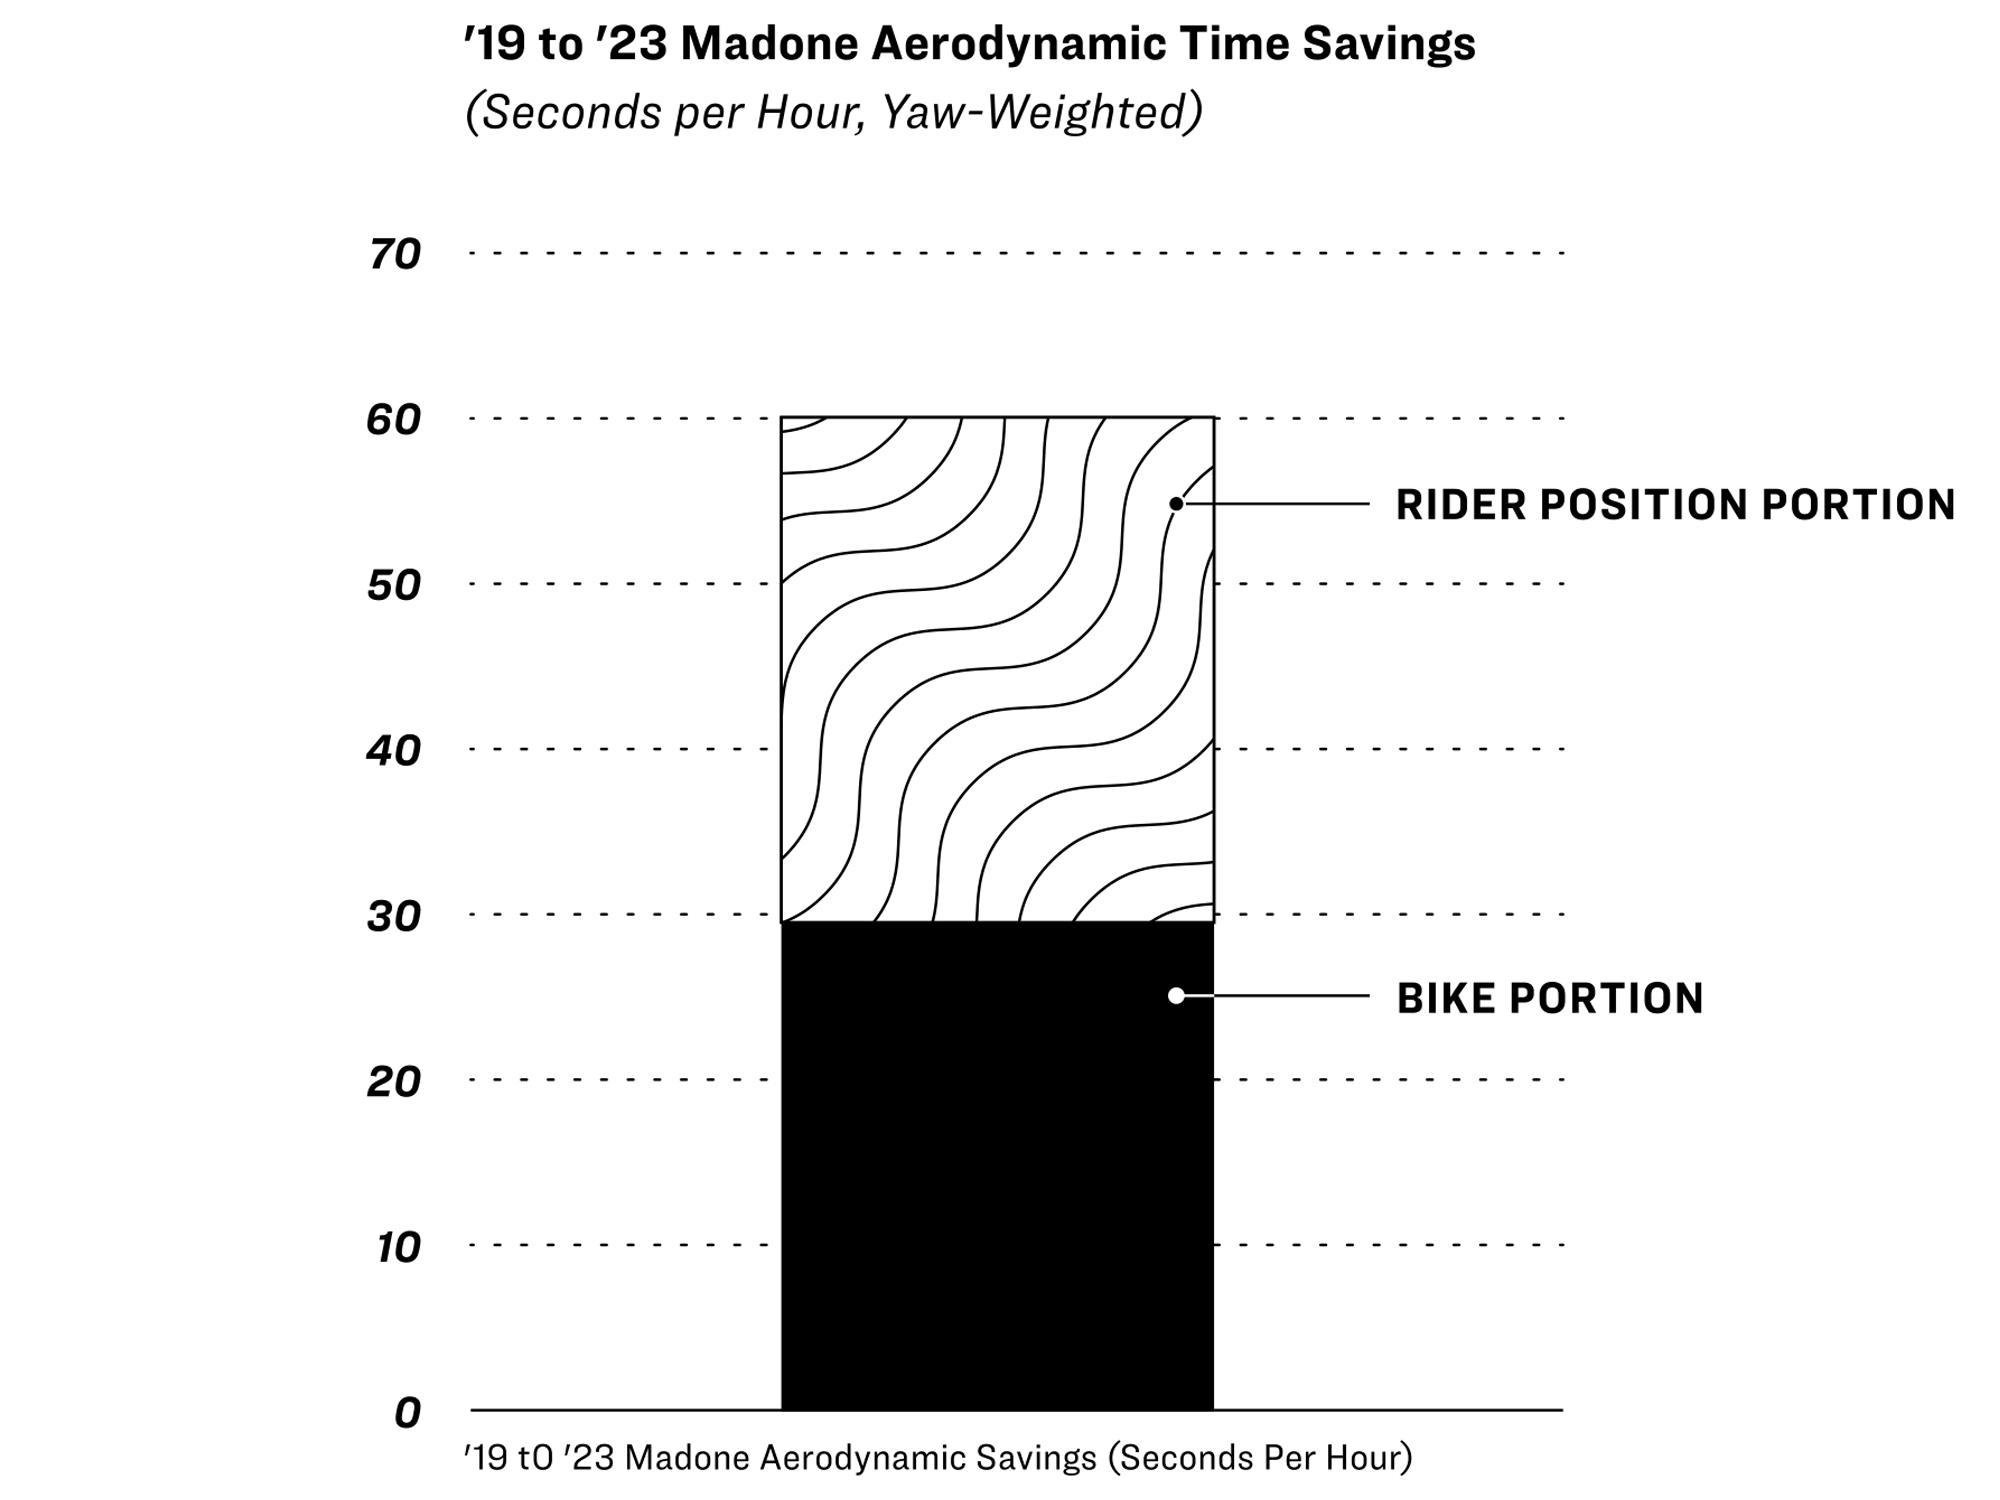 '19 to '23 Madone Aerodynamic Time Savings
(Seconds per Hour, Yaw-Weighted)
70
60
RIDER POSITION PORTION
50
40
30
BIKE PORTION
20
10
0
'19 tO '23 Madone Aerodynamic Savings (Seconds Per Hour)